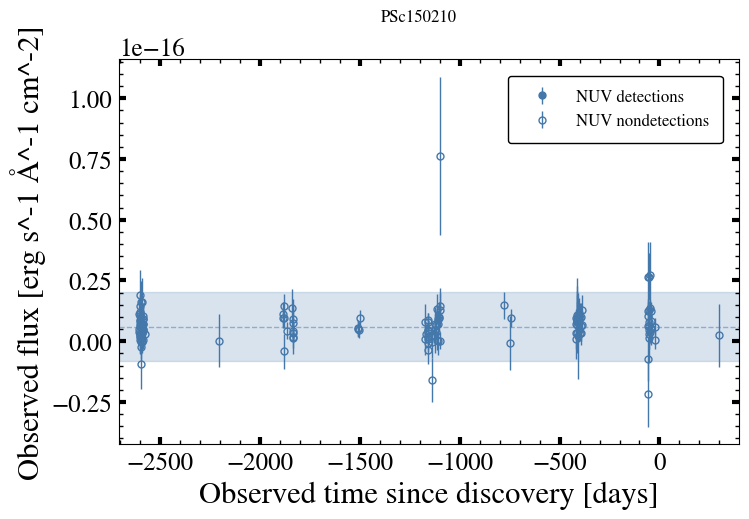 PSc150210
1e−16
Observed flux [erg s^-1 Å^-1 cm^-2]
1.00
0.75
0.50
0.25
0.00
−0.25
NUV detections
NUV nondetections
−2500 −2000 −1500 −1000 −500 0
Observed time since discovery [days]